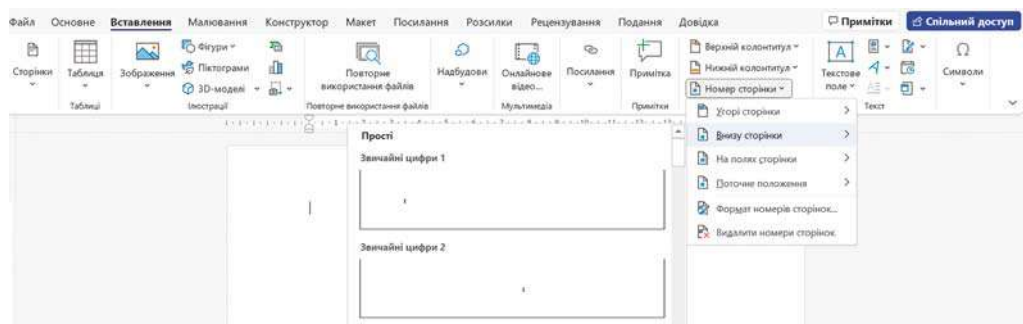 Файл Основне Вставлення Малювання Конструктор Макет Посилання Розсилки Рецензування Подання Довідка Примітки Спільний доступ
Сторінки
Таблиця
Таблиці
Зображення
Фігури
Піктограми
3D-моделі
Ілюстрації
Повторне
використання файлів
Повторне використання файлів
Надбудови
Онлайнове
відео...
Мультимедіа
Посилання
Примітка
Примітки
Верхній колонтитул
Нижній колонтитул
Номер сторінки
Текстове
поле
Текст
Символи
Угорі сторінки
Внизу сторінки
На полях сторінки
Поточне положення
Формат номерів сторінок...
Видалити номери сторінок
Прості
Звичайні цифри 1
Звичайні цифри 2